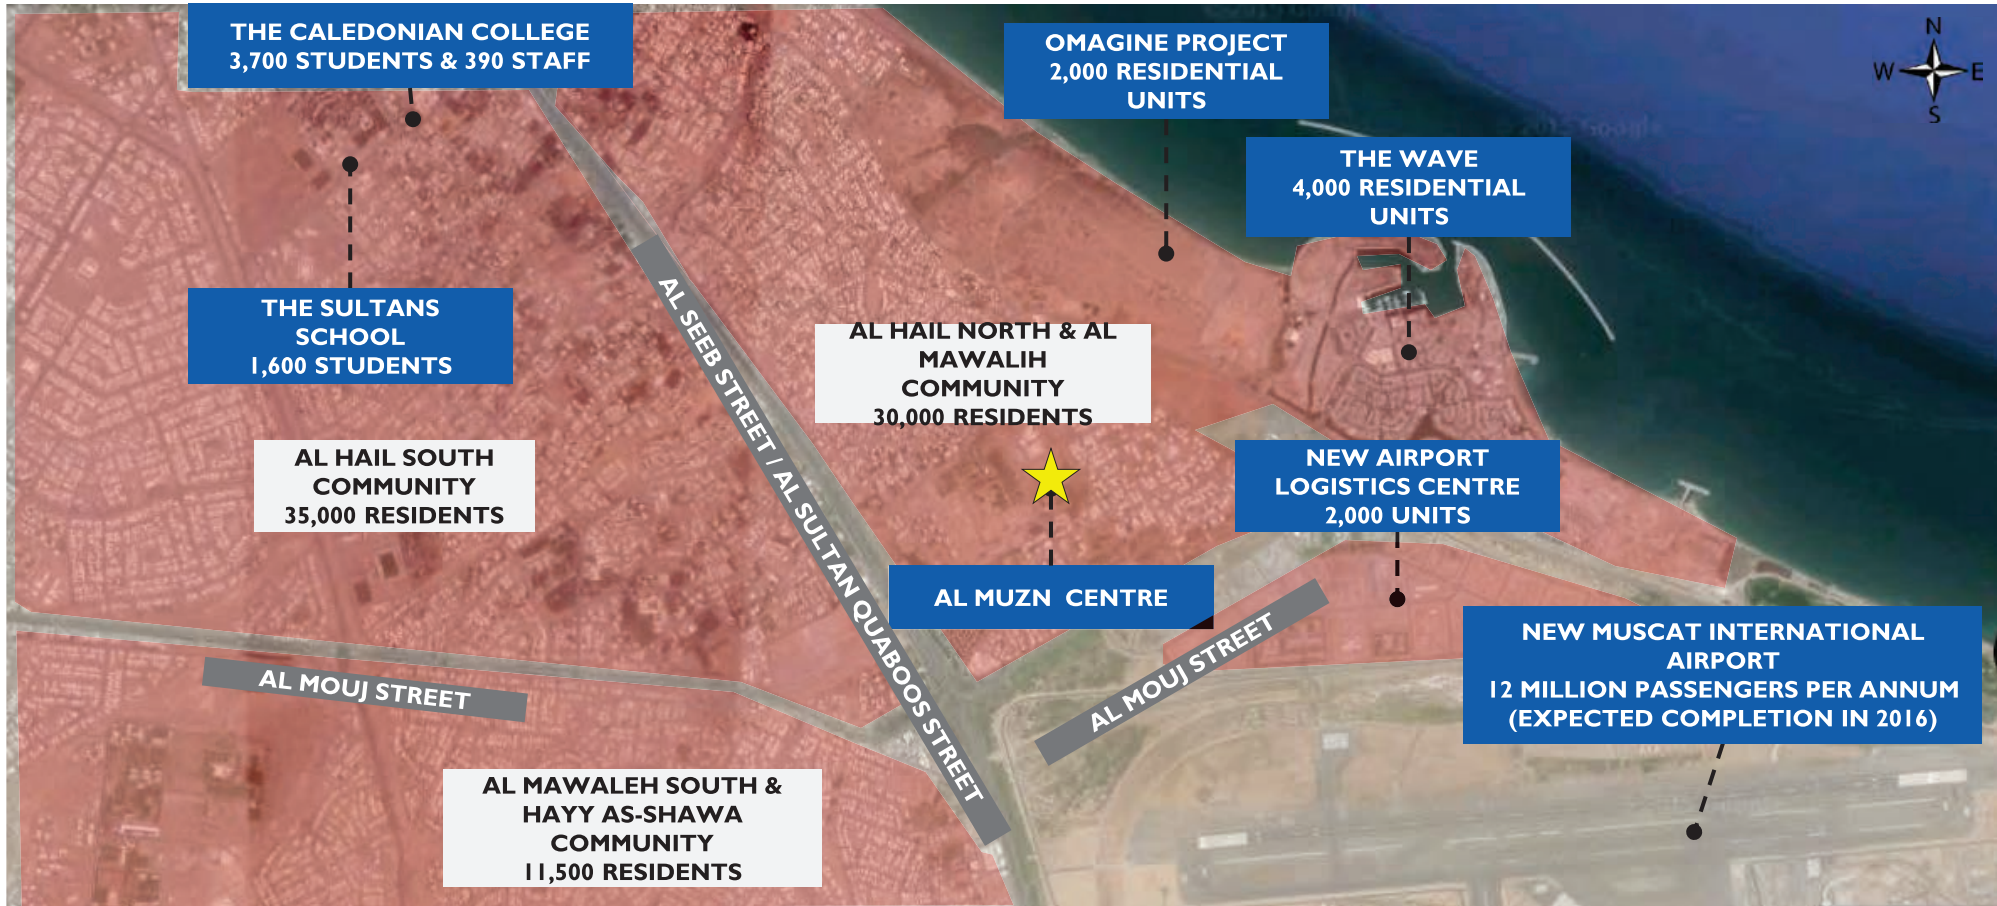 THE CALEDONIAN COLLEGE
3,700 STUDENTS & 390 STAFF
OMAGINE PROJECT
2,000 RESIDENTIAL
UNITS
N
W
E
S
THE WAVE
4,000 RESIDENTIAL
UNITS
THE SULTANS
SCHOOL
1,600 STUDENTS
AL SEEB STREET / AL SULTAN QUABOOS STREET
AL HAIL NORTH & AL
MAWALIH
COMMUNITY
30,000 RESIDENTS
AL HAIL SOUTH
COMMUNITY
35,000 RESIDENTS
NEW AIRPORT
LOGISTICS CENTRE
2,000 UNITS
AL MUZN CENTRE
AL MOUJ STREET
AL MOUJ STREET
NEW MUSCAT INTERNATIONAL
AIRPORT
12 MILLION PASSENGERS PER ANNUM
(EXPECTED COMPLETION IN 2016)
AL MAWALEH SOUTH &
HAYY AS-SHAWA
COMMUNITY
11,500 RESIDENTS